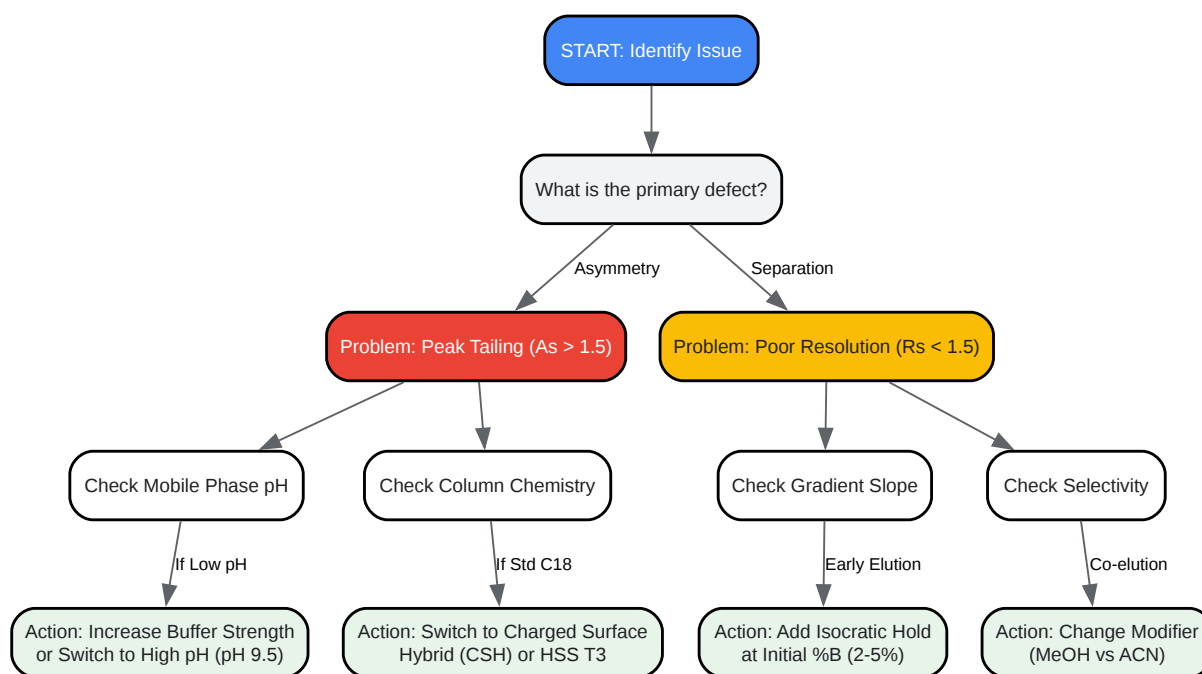 START: Identify Issue
What is the primary defect?
Asymmetry
Separation
Problem: Peak Tailing (As > 1.5)
Problem: Poor Resolution (Rs < 1.5)
Check Mobile Phase pH
Check Column Chemistry
Check Gradient Slope
Check Selectivity
If Low pH
If Std C18
Early Elution
Co-elution
Action: Increase Buffer Strength
or Switch to High pH (pH 9.5)
Action: Switch to Charged Surface
Hybrid (CSH) or HSS T3
Action: Add Isocratic Hold
at Initial %B (2-5%)
Action: Change Modifier
(MeOH vs ACN)